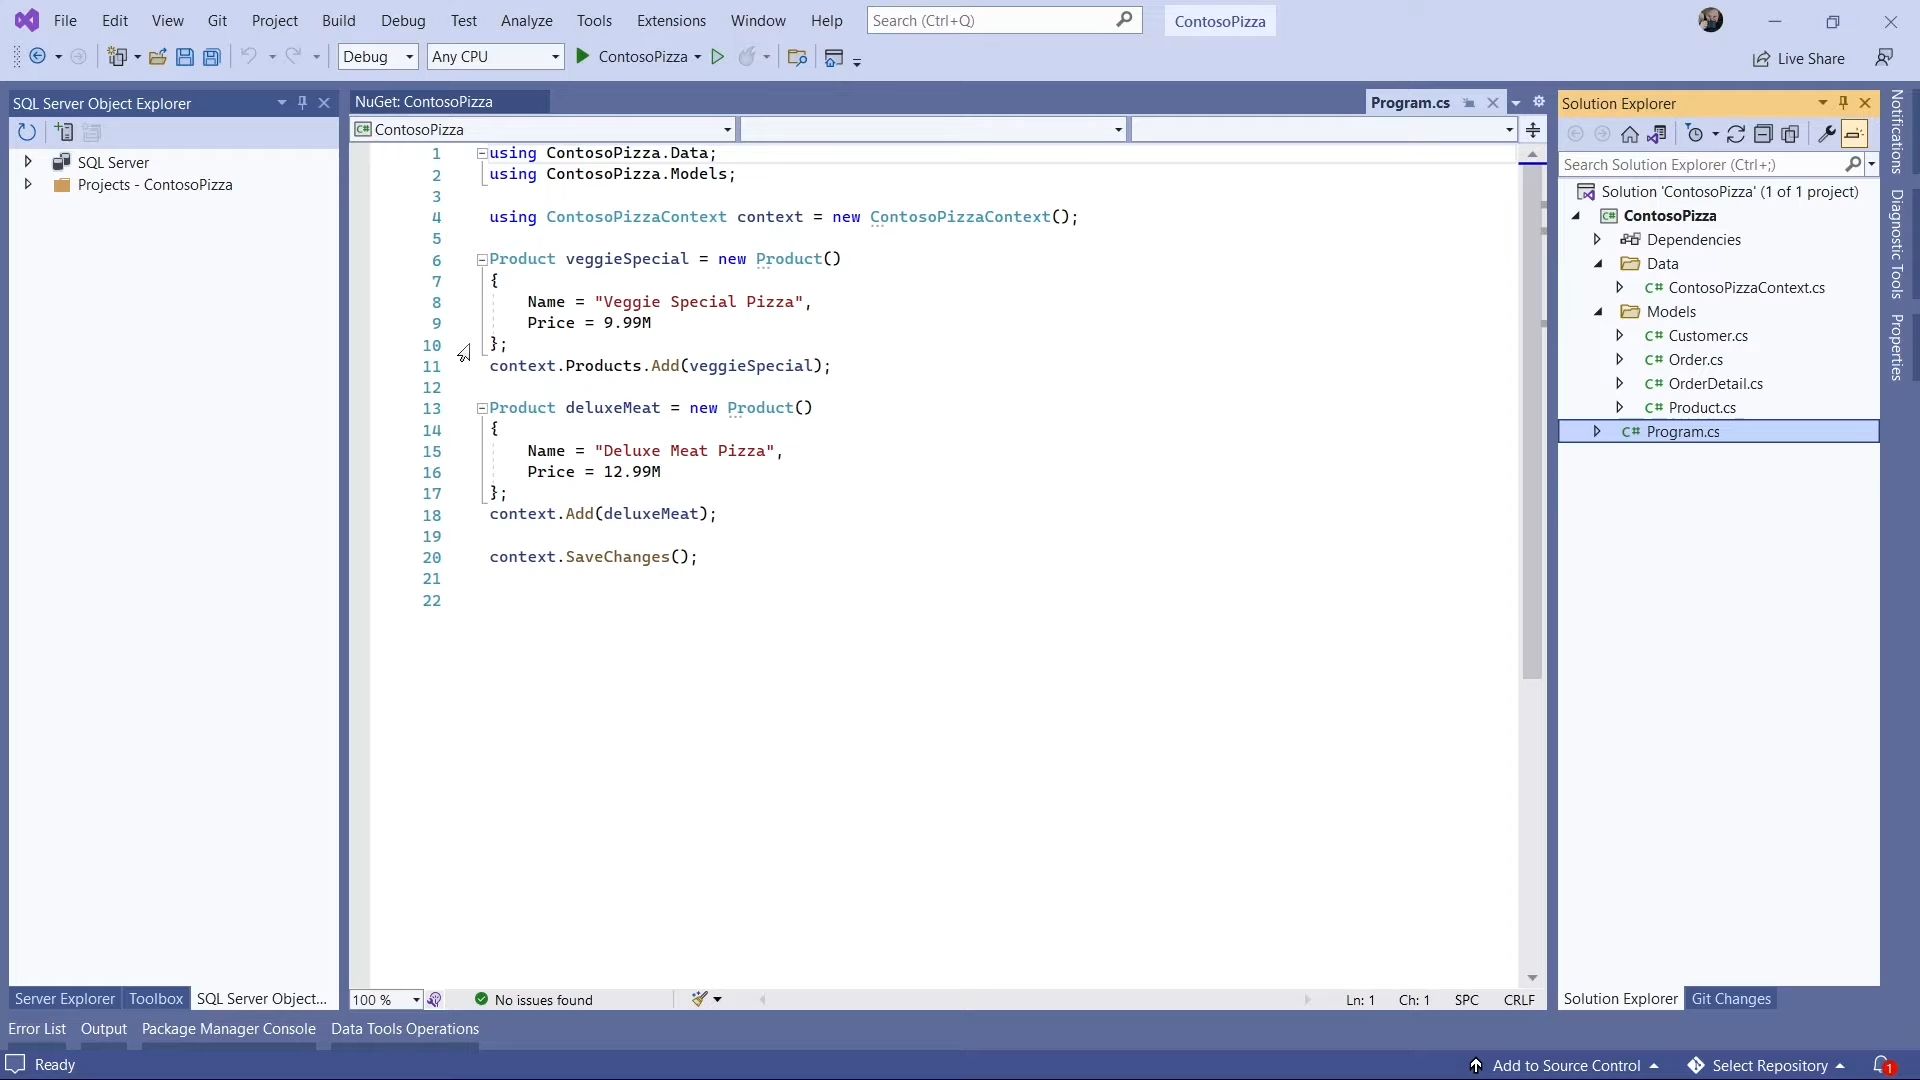 File Edit View Git Project Build Debug Test Analyze Tools Extensions Window Help Search (Ctrl+Q) ContosoPizza
Debug Any CPU ContosoPizza Live Share
SQL Server Object Explorer
SQL Server
Projects - ContosoPizza
NuGet: ContosoPizza Program.cs
ContosoPizza
1 using ContosoPizza.Data;
2 using ContosoPizza.Models;
3
4 using ContosoPizzaContext context = new ContosoPizzaContext();
5
6 Product veggieSpecial = new Product()
7 {
8 Name = "Veggie Special Pizza",
9 Price = 9.99M
10 };
11 context.Products.Add(veggieSpecial);
12
13 Product deluxeMeat = new Product()
14 {
15 Name = "Deluxe Meat Pizza",
16 Price = 12.99M
17 };
18 context.Add(deluxeMeat);
19
20 context.SaveChanges();
21
22
Solution Explorer
Search Solution Explorer (Ctrl+;)
Solution 'ContosoPizza' (1 of 1 project)
C# ContosoPizza
Dependencies
Data
C# ContosoPizzaContext.cs
Models
C# Customer.cs
C# Order.cs
C# OrderDetail.cs
C# Product.cs
C# Program.cs
Notifications
Diagnostic Tools
Properties
Server Explorer Toolbox SQL Server Object...
100 % No issues found Ln: 1 Ch: 1 SPC CRLF
Solution Explorer Git Changes
Error List Output Package Manager Console Data Tools Operations
Ready Add to Source Control Select Repository 1